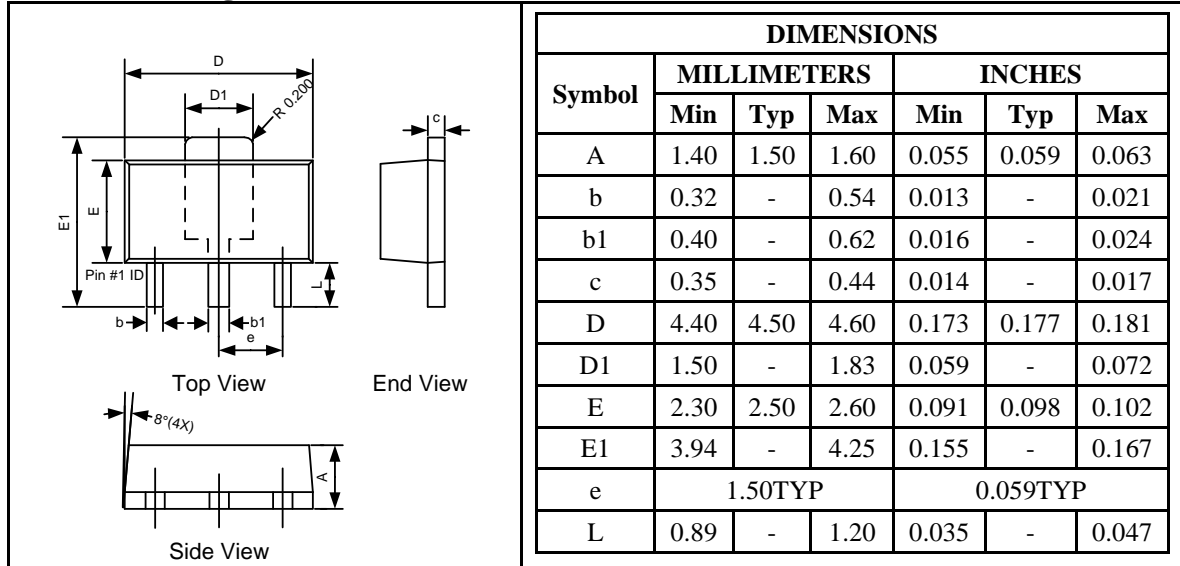 D
D1
R 0.200
c
E1
E
Pin #1 ID
L
b
b1
e
Top View
End View
8°(4X)
A
Side View
DIMENSIONS
Symbol MILLIMETERS INCHES
Min Typ Max Min Typ Max
A 1.40 1.50 1.60 0.055 0.059 0.063
b 0.32 - 0.54 0.013 - 0.021
b1 0.40 - 0.62 0.016 - 0.024
c 0.35 - 0.44 0.014 - 0.017
D 4.40 4.50 4.60 0.173 0.177 0.181
D1 1.50 - 1.83 0.059 - 0.072
E 2.30 2.50 2.60 0.091 0.098 0.102
E1 3.94 - 4.25 0.155 - 0.167
e 1.50TYP 0.059TYP
L 0.89 - 1.20 0.035 - 0.047